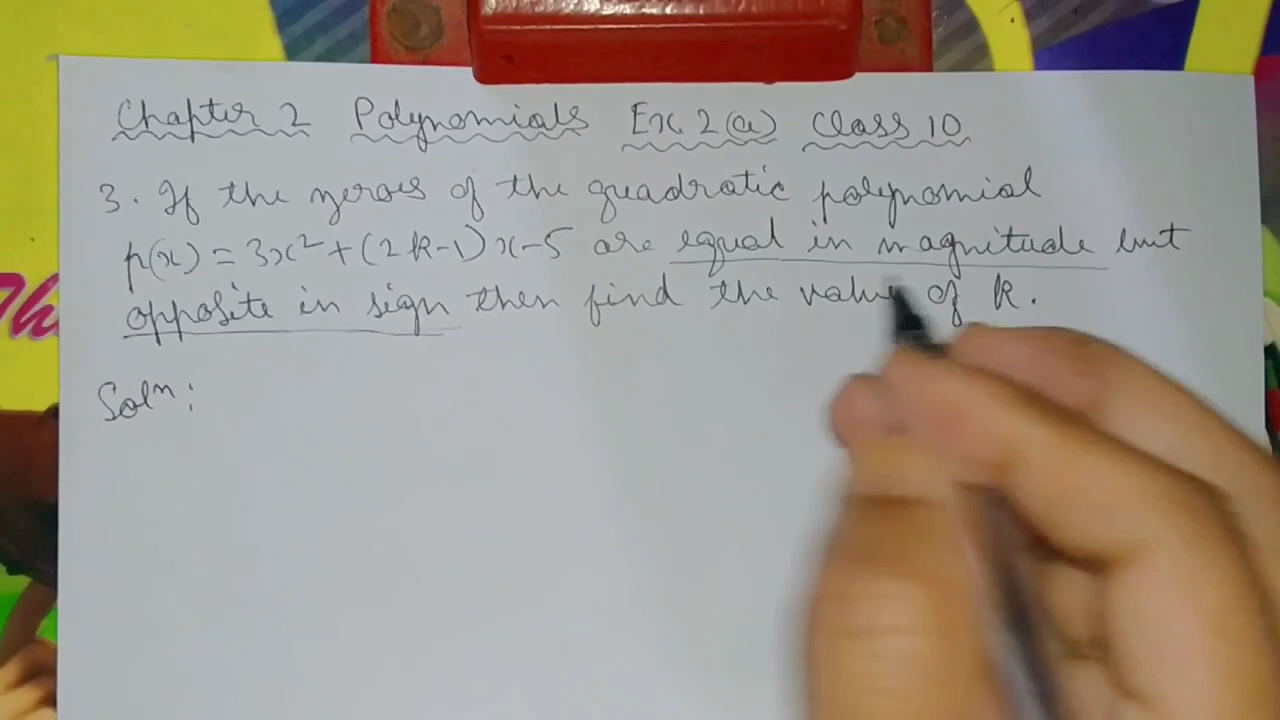 Chapter 2 Polynomials Ex 2(a) Class 10
3. If the zeroes of the quadratic polynomial
p(x) = 3x² + (2k-1)x-5 are equal in magnitude but
opposite in sign then find the value of k.
Solⁿ:
Th